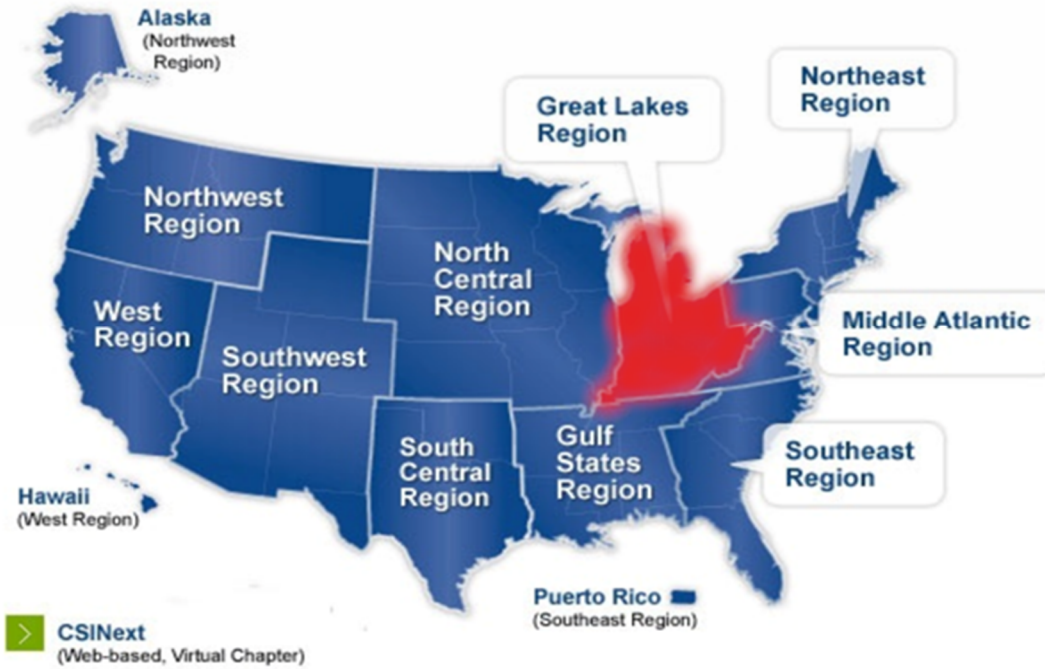 Alaska
(Northwest
Region)
Northeast
Region
Great Lakes
Region
Northwest
Region
North
Central
Region
West
Region
Middle Atlantic
Region
Southwest
Region
South
Central
Region
Gulf
States
Region
Southeast
Region
Hawaii
(West Region)
Puerto Rico
(Southeast Region)
CSINext
(Web-based, Virtual Chapter)